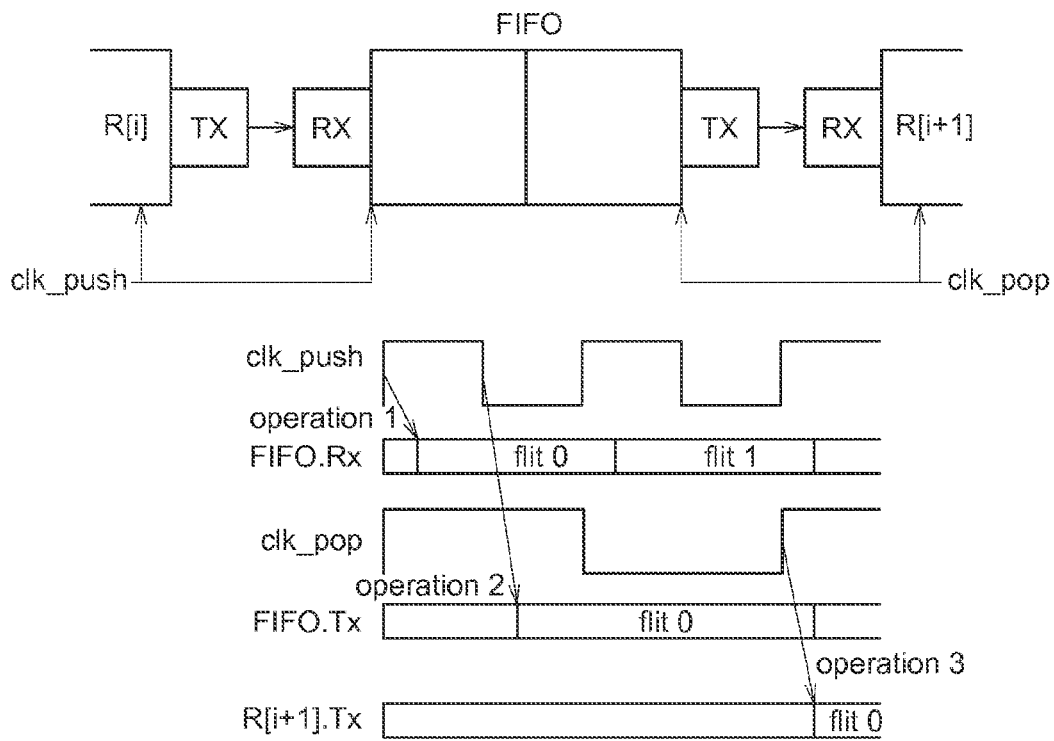 FIFO
R[i] TX RX TX RX R[i+1]
clk_push clk_pop
clk_push
operation 1
FIFO.Rx flit 0 flit 1
clk_pop
operation 2
FIFO.Tx flit 0
operation 3
R[i+1].Tx flit 0